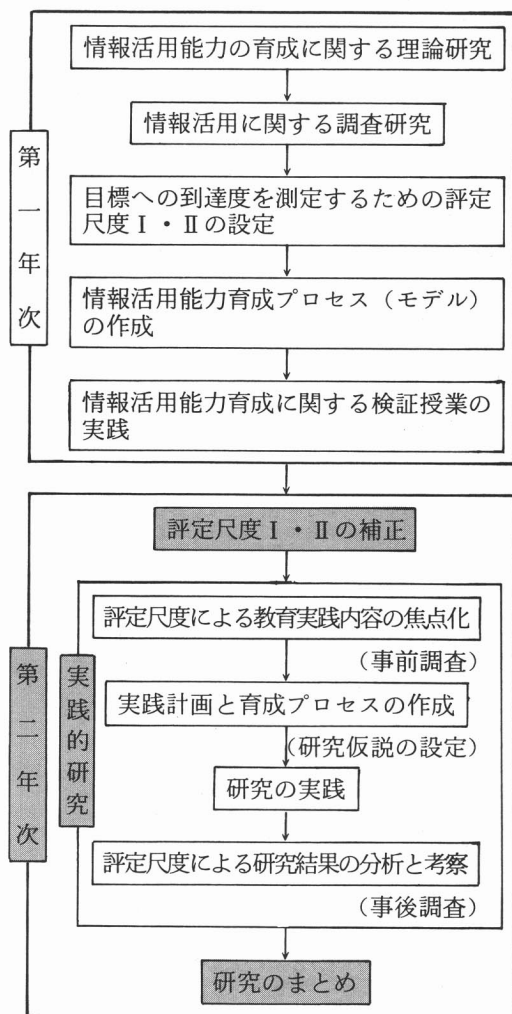 情報活用能力の育成に関する理論研究
情報活用に関する調査研究
目標への到達度を測定するための評定
尺度Ⅰ・Ⅱの設定
情報活用能力育成プロセス（モデル）
の作成
情報活用能力育成に関する検証授業の
実践
第一年次
評定尺度Ⅰ・Ⅱの補正
評定尺度による教育実践内容の焦点化
（事前調査）
実践計画と育成プロセスの作成
（研究仮説の設定）
研究の実践
評定尺度による研究結果の分析と考察
（事後調査）
実践的研究
第二年次
研究のまとめ